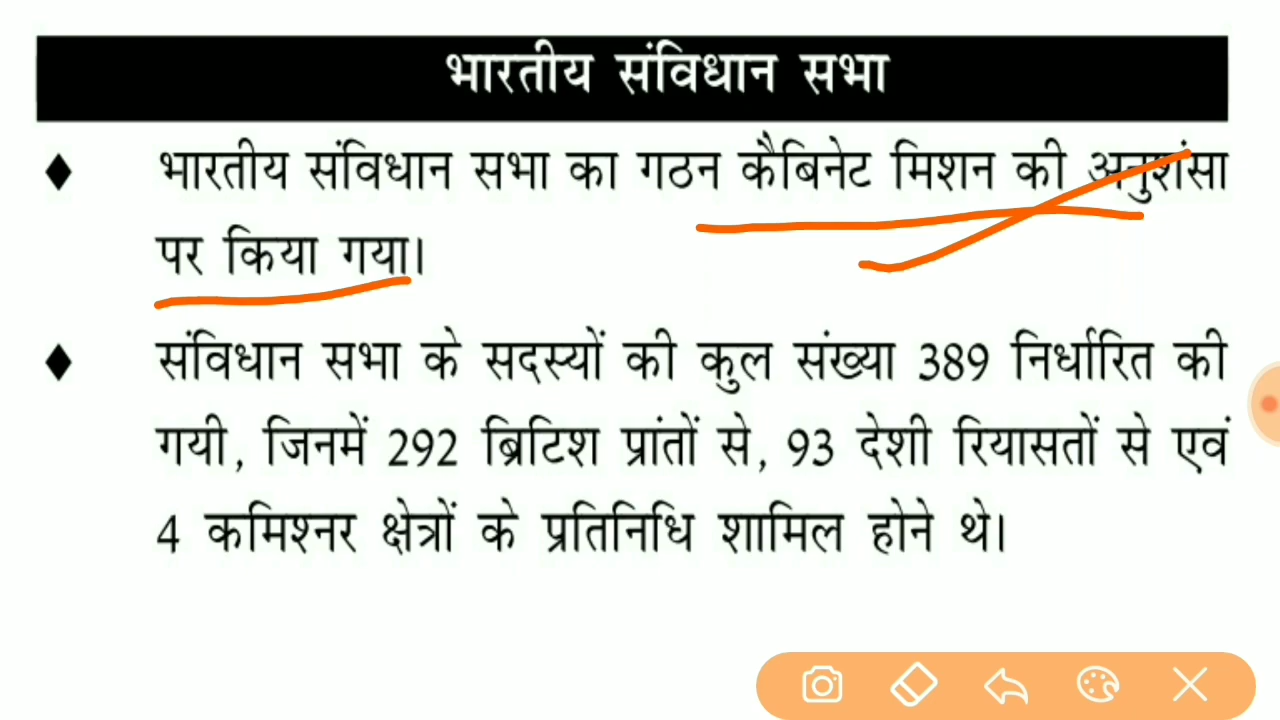 भारतीय संविधान सभा
♦ भारतीय संविधान सभा का गठन कैबिनेट मिशन की अनुशंसा
पर किया गया।
♦ संविधान सभा के सदस्यों की कुल संख्या 389 निर्धारित की
गयी, जिनमें 292 ब्रिटिश प्रांतों से, 93 देशी रियासतों से एवं
4 कमिश्नर क्षेत्रों के प्रतिनिधि शामिल होने थे।